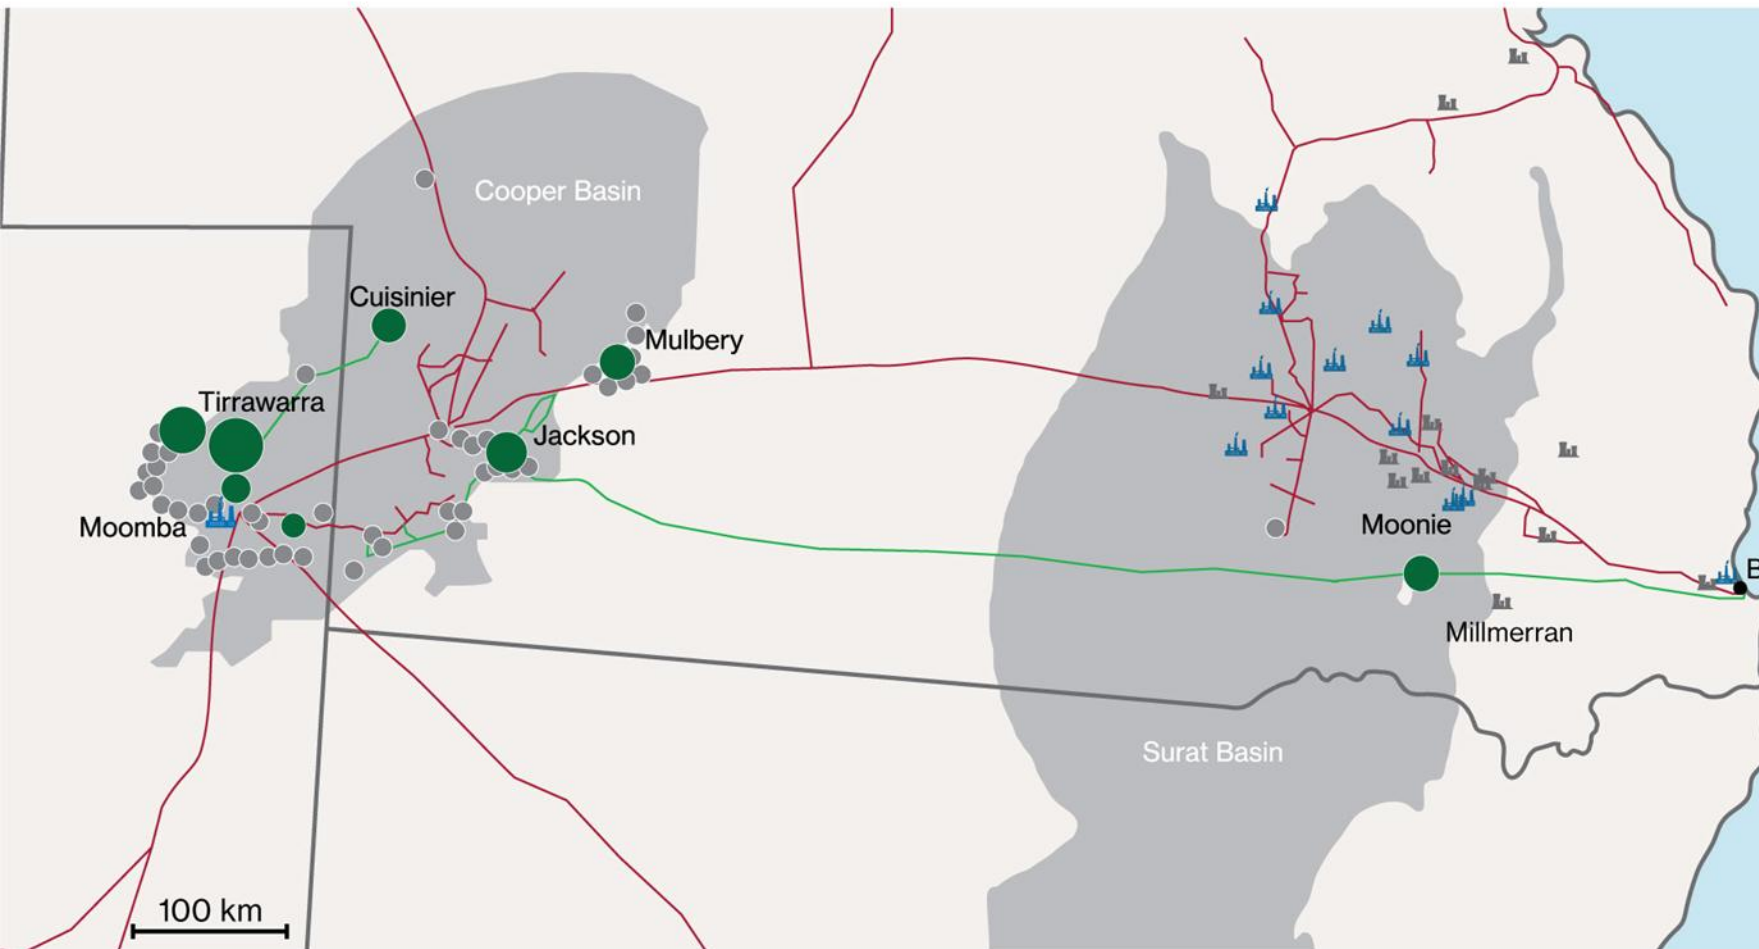 Cooper Basin
Cuisinier
Mulbery
Tirrawarra
Jackson
Moomba
Moonie
B
Millmerran
Surat Basin
100 km